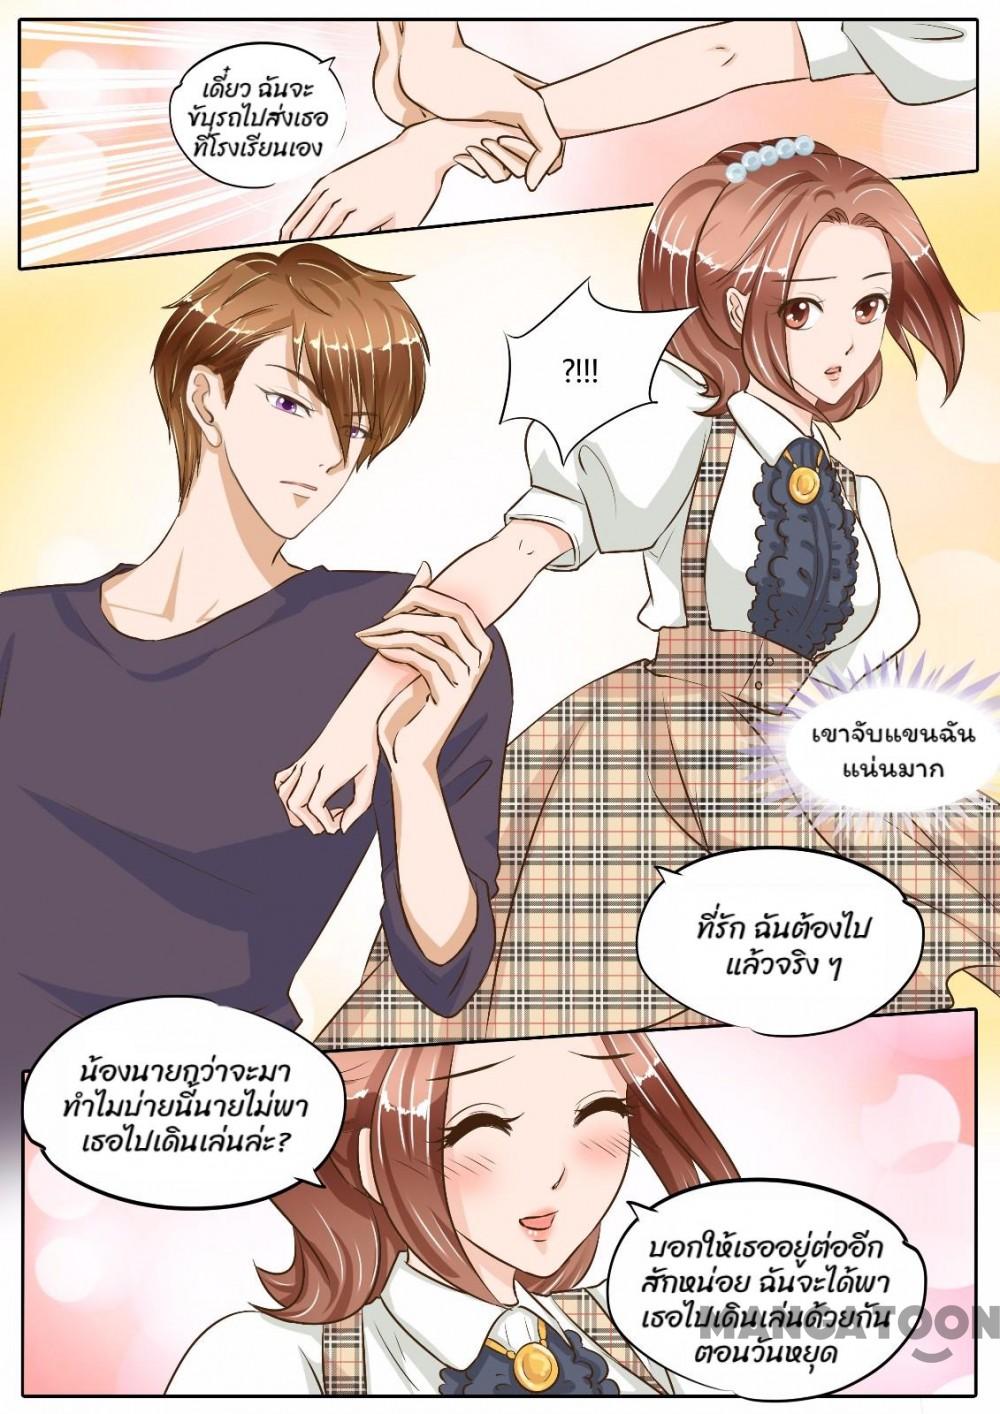 เดี๋ยว ฉันจะ
ขับรถไปส่งเธอ
ที่โรงเรียนเอง
?!!!
เขาจับแขนฉัน
แน่นมาก
ที่รัก ฉันต้องไป
แล้วจริง ๆ
น้องนายกว่าจะมา
ทำไมบ่ายนี้นายไม่พา
เธอไปเดินเล่นล่ะ?
บอกให้เธออยู่ต่ออีก
สักหน่อย ฉันจะได้พา
เธอไปเดินเล่นด้วยกัน
ตอนวันหยุด
MANGATOON